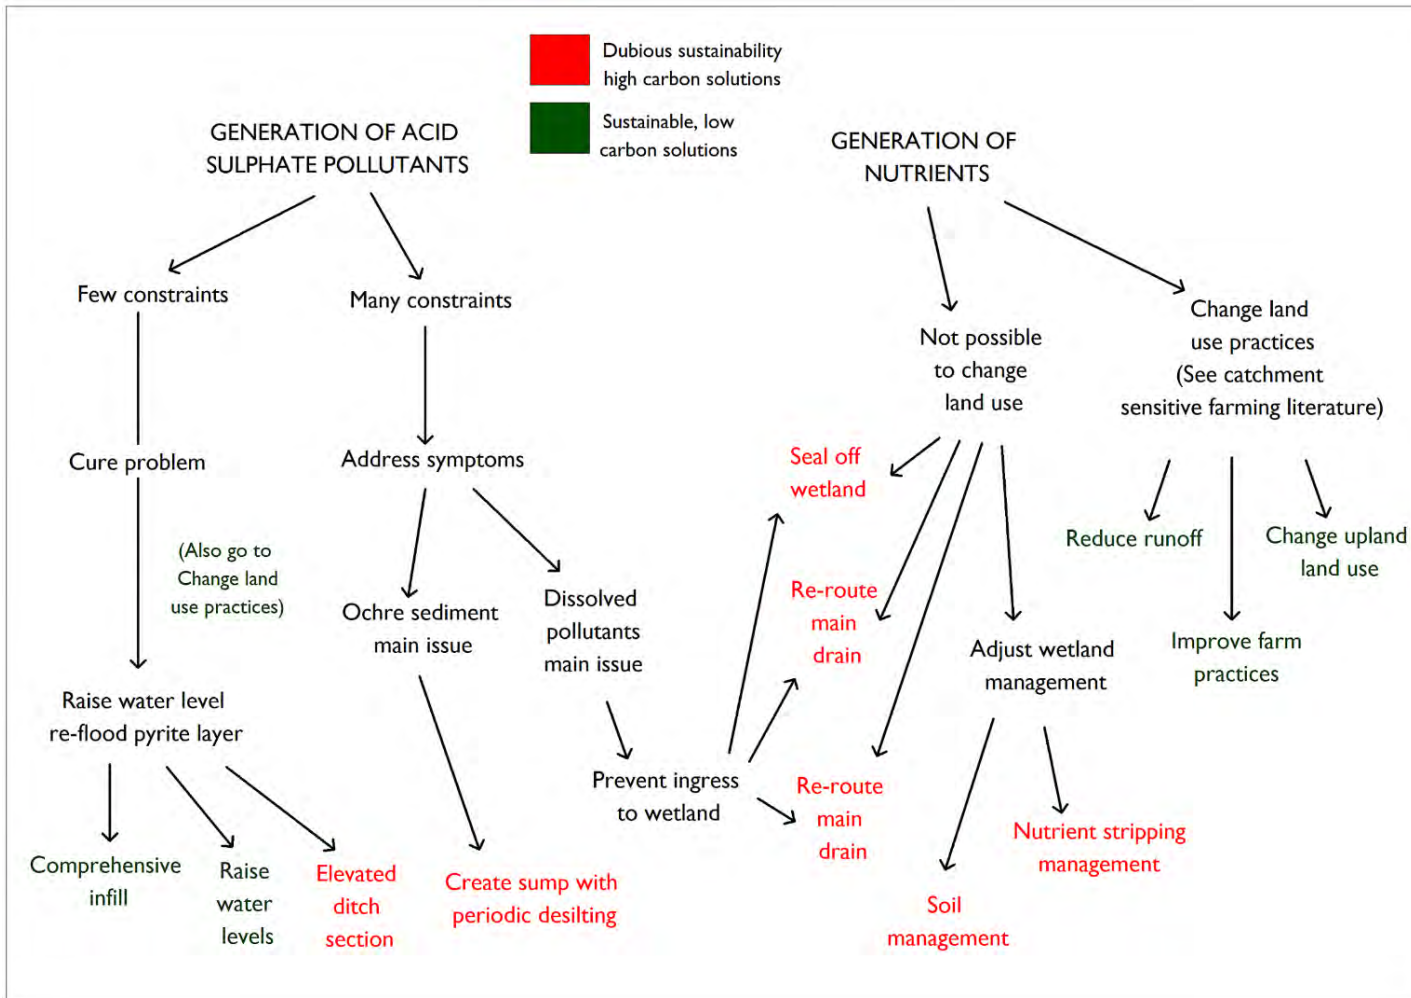 Dubious sustainability
high carbon solutions
Sustainable, low
carbon solutions
GENERATION OF ACID
SULPHATE POLLUTANTS
GENERATION OF
NUTRIENTS
Few constraints
Many constraints
Not possible
to change
land use
Change land
use practices
(See catchment
sensitive farming literature)
Cure problem
Address symptoms
Seal off
wetland
Reduce runoff
Change upland
land use
(Also go to
Change land
use practices)
Ochre sediment
main issue
Dissolved
pollutants
main issue
Re-route
main
drain
Adjust wetland
management
Improve farm
practices
Raise water level
re-flood pyrite layer
Prevent ingress
to wetland
Re-route
main
drain
Nutrient stripping
management
Comprehensive
infill
Raise
water
levels
Elevated
ditch
section
Create sump with
periodic desilting
Soil
management